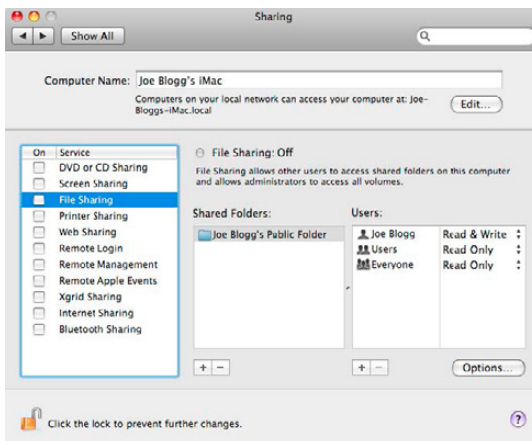 Sharing
Show All
Computer Name: Joe Blogg's iMac
Computers on your local network can access your computer at: Joe-
Bloggs-iMac.local
Edit...
On Service
DVD or CD Sharing
Screen Sharing
File Sharing
Printer Sharing
Web Sharing
Remote Login
Remote Management
Remote Apple Events
Xgrid Sharing
Internet Sharing
Bluetooth Sharing
File Sharing: Off
File Sharing allows other users to access shared folders on this computer
and allows administrators to access all volumes.
Shared Folders:
Joe Blogg's Public Folder
Users:
Joe Blogg Read & Write
Users Read Only
Everyone Read Only
+ −
+ −
Options...
Click the lock to prevent further changes.
?